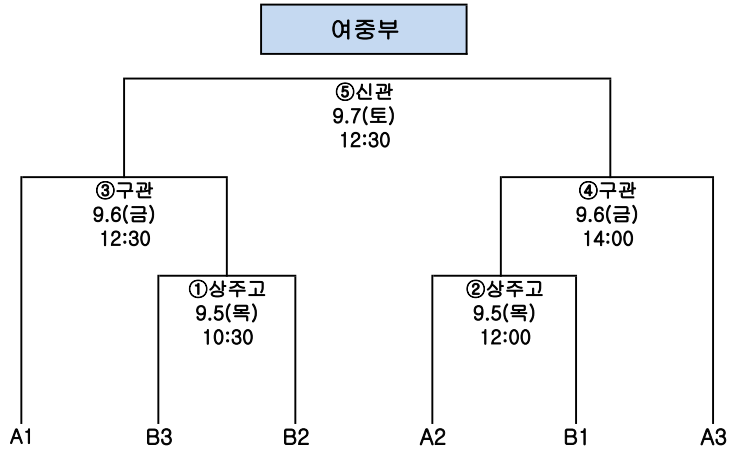 여중부
⑤신관
9.7(토)
12:30
③구관
9.6(금)
12:30
④구관
9.6(금)
14:00
①상주고
9.5(목)
10:30
②상주고
9.5(목)
12:00
A1 B3 B2 A2 B1 A3